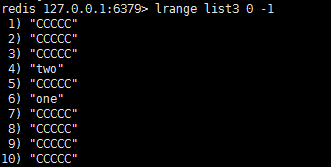 redis 127.0.0.1:6379> lrange list3 0 -1
1) "CCCCC"
2) "CCCCC"
3) "CCCCC"
4) "two"
5) "CCCCC"
6) "one"
7) "CCCCC"
8) "CCCCC"
9) "CCCCC"
10) "CCCCC"